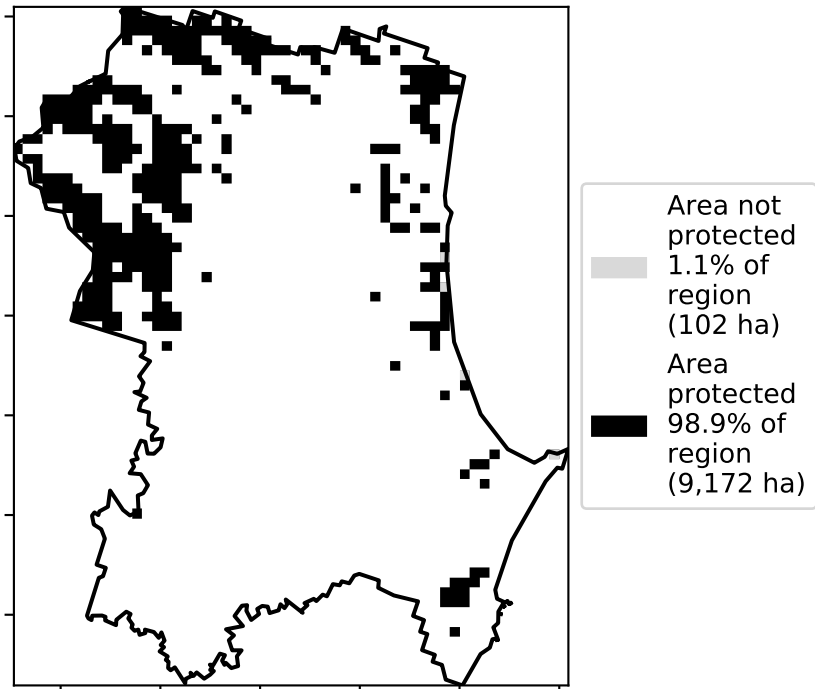 Area not
protected
1.1% of
region
(102 ha)
Area
protected
98.9% of
region
(9,172 ha)